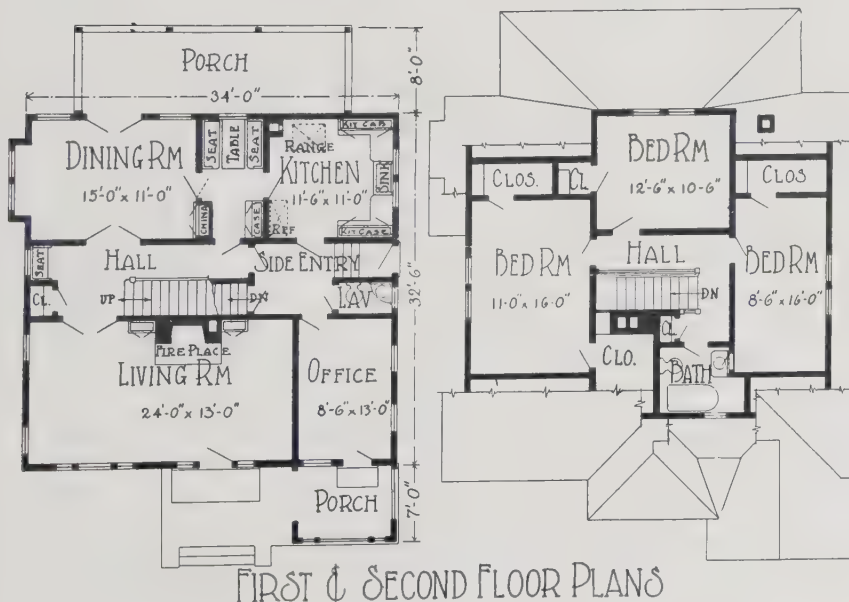 PORCH
34'-0"
8'-0"
DINING RM
15'-0" x 11'-0"
SEAT
TABLE
SEAT
RANGE
KIT CAB
KITCHEN
11'-6" x 11'-0"
SINK
CHINA
CASE
REF
KIT CASE
SEAT
HALL
SIDE ENTRY
CL.
UP
DN
LAV
32'-6"
FIRE PLACE
LIVING RM
24'-0" x 13'-0"
OFFICE
8'-6" x 13'-0"
PORCH
7'-0"
BED RM
12'-6" x 10'-6"
CLOS.
CL.
CLOS
BED RM
11-0" x 16-0"
HALL
DN
BED RM
8'-6" x 16'-0"
CL
CLO.
BATH
FIRST & SECOND FLOOR PLANS